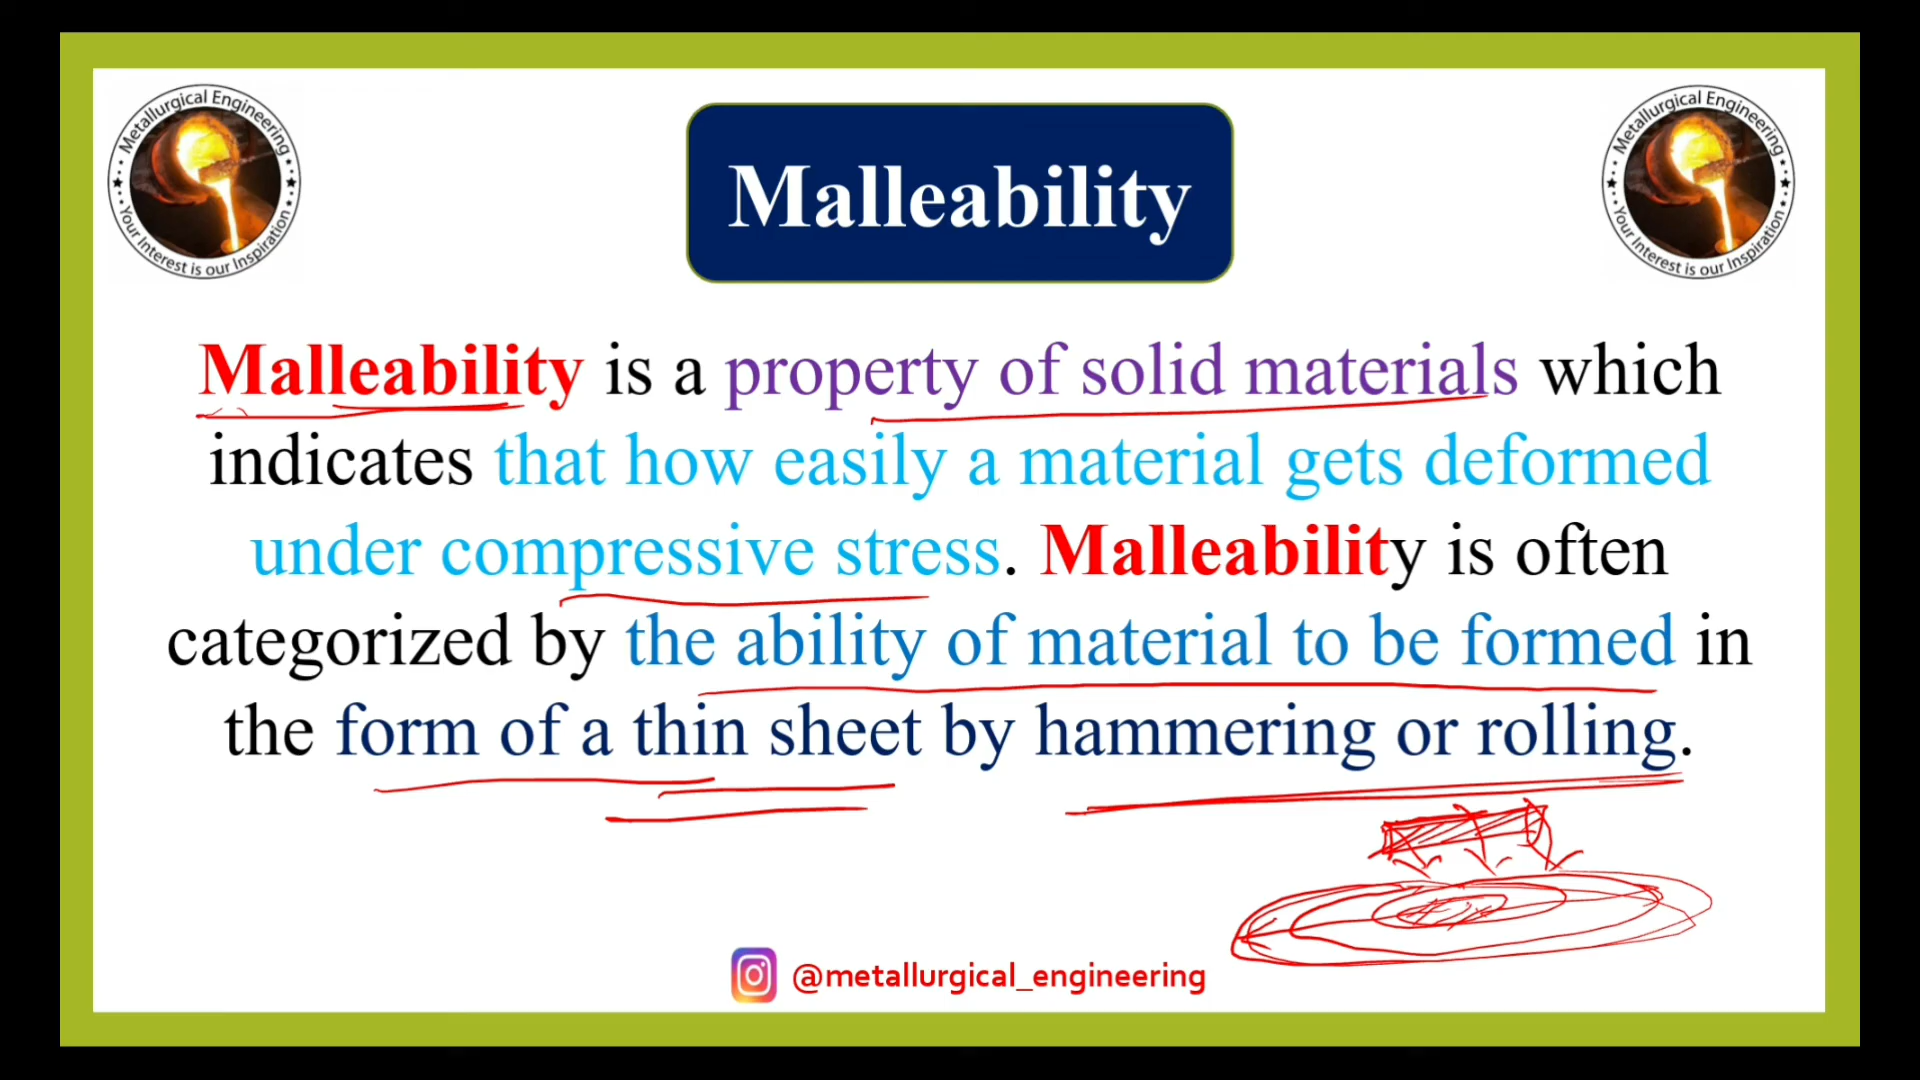 Metallurgical Engineering
Your Interest is our Inspiration
Malleability
Metallurgical Engineering
Your Interest is our Inspiration
Malleability is a property of solid materials which
indicates that how easily a material gets deformed
under compressive stress. Malleability is often
categorized by the ability of material to be formed in
the form of a thin sheet by hammering or rolling.
@metallurgical_engineering